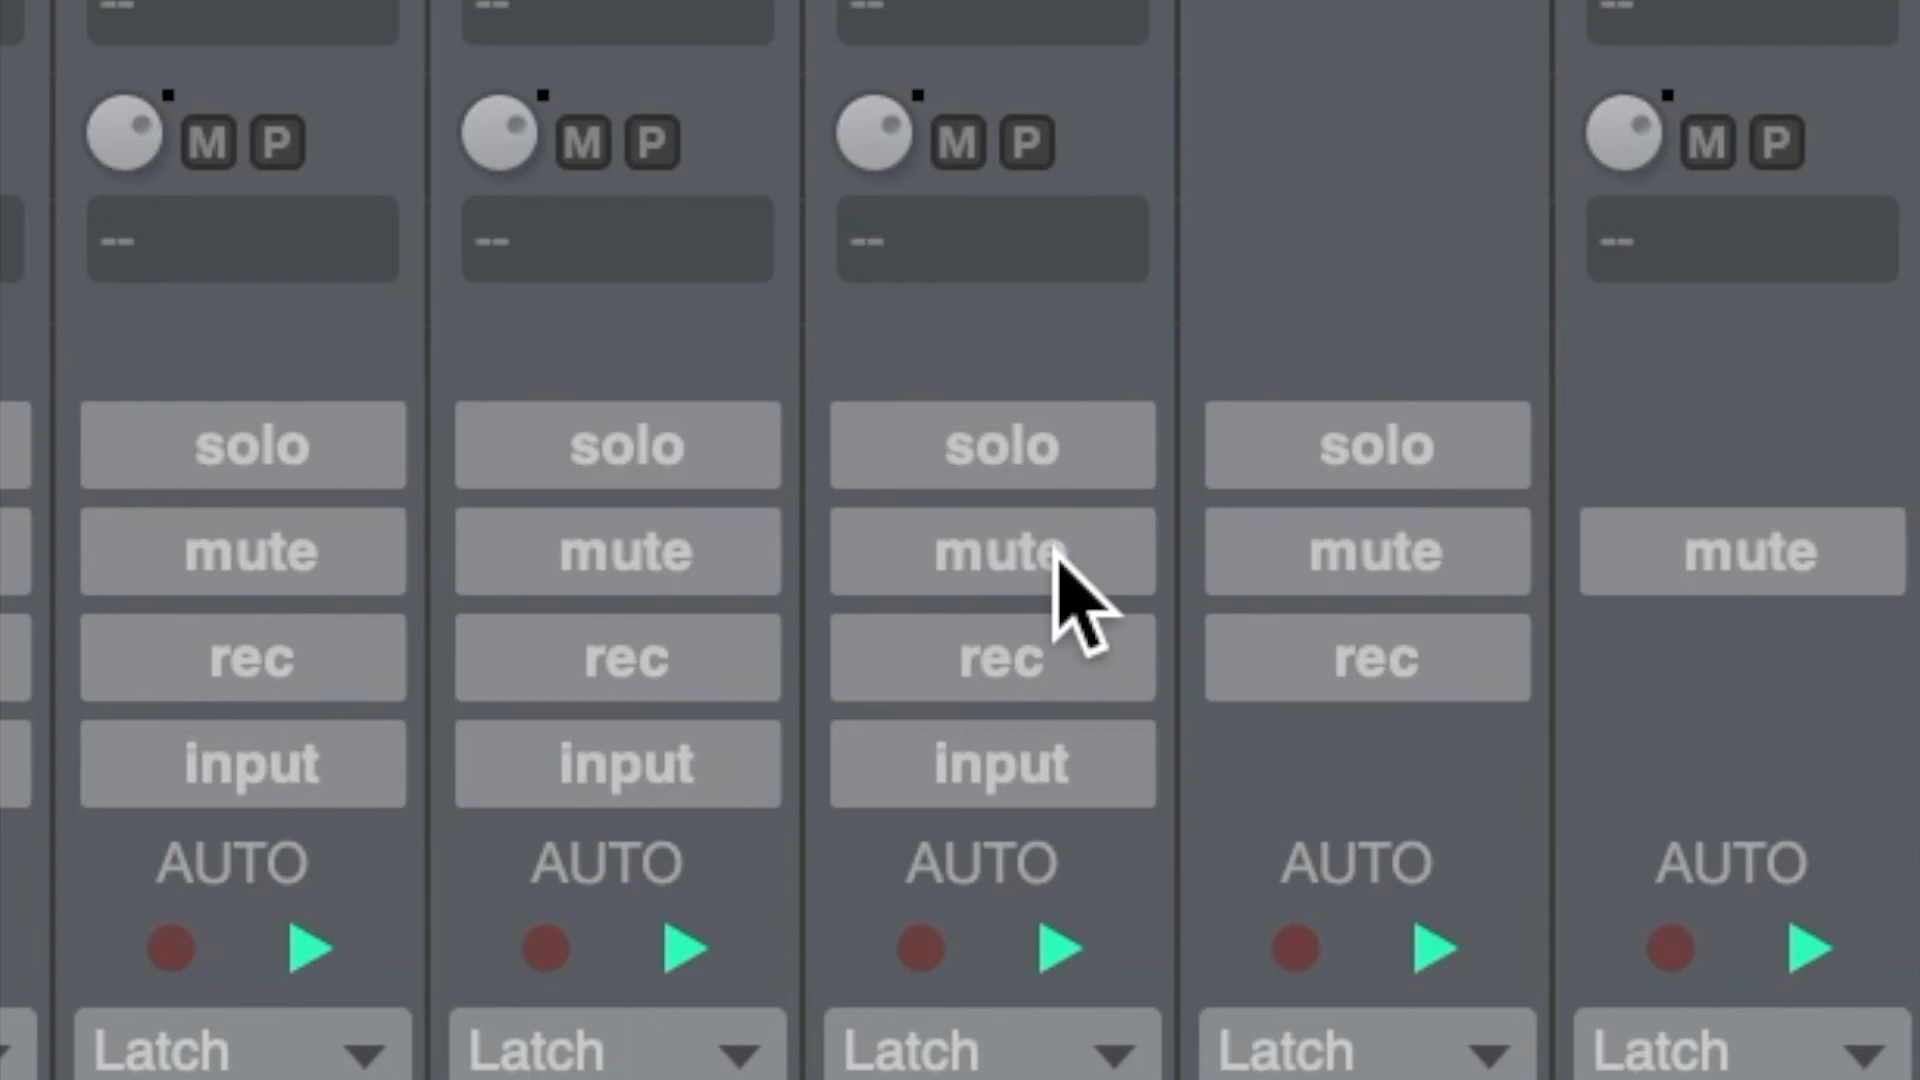 -- -- -- --
M P M P M P M P
-- -- -- --
solo solo solo solo
mute mute mute mute mute
rec rec rec rec
input input input
AUTO AUTO AUTO AUTO AUTO
Latch Latch Latch Latch Latch